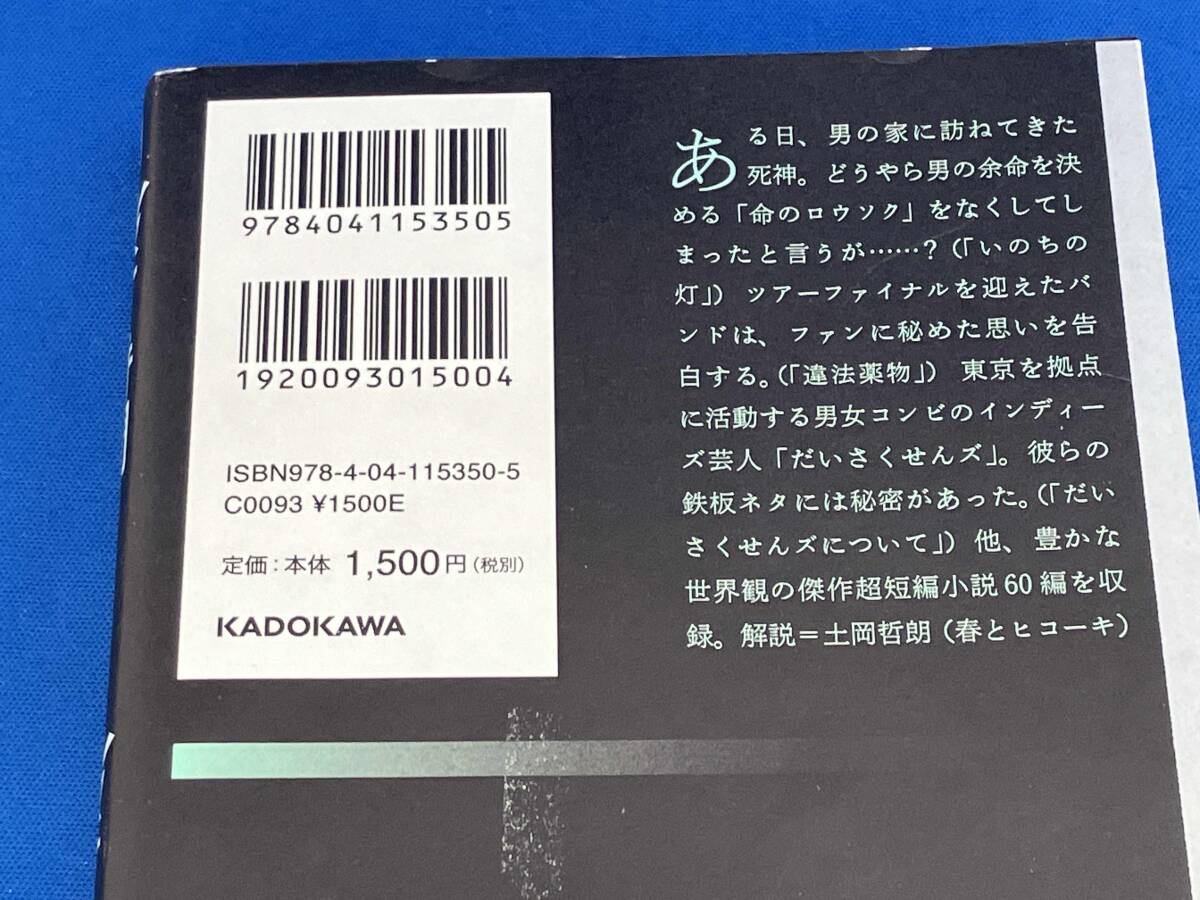 9784041153505
1920093015004
ISBN978-4-04-115350-5
C0093 ¥1500E
定価:本体 1,500円(税別)
KADOKAWA
ある日、男の家に訪ねてきた
死神。どうやら男の余命を決
める「命のロウソク」をなくしてし
まったと言うが……?(「いのちの
灯」) ツアーファイナルを迎えたバ
ンドは、ファンに秘めた思いを告
白する。(「違法薬物」) 東京を拠点
に活動する男女コンビのインディー
ズ芸人「だいさくせんズ」。彼らの
鉄板ネタには秘密があった。(「だい
さくせんズについて」) 他、豊かな
世界観の傑作超短編小説60編を収
録。解説=土岡哲朗(春とヒコーキ)